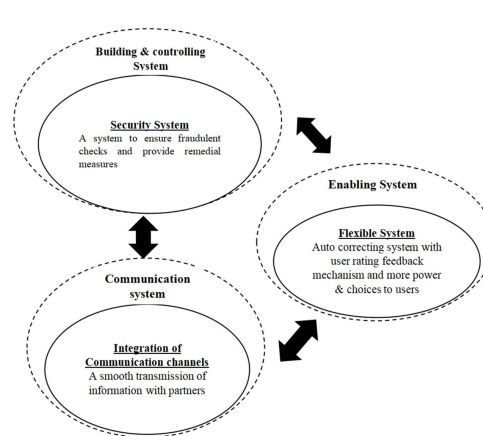 Building & controlling
System
Security System
A system to ensure fraudulent
checks and provide remedial
measures
Enabling System
Flexible System
Auto correcting system with
user rating feedback
mechanism and more power
& choices to users
Communication
system
Integration of
Communication channels
A smooth transmission of
information with partners